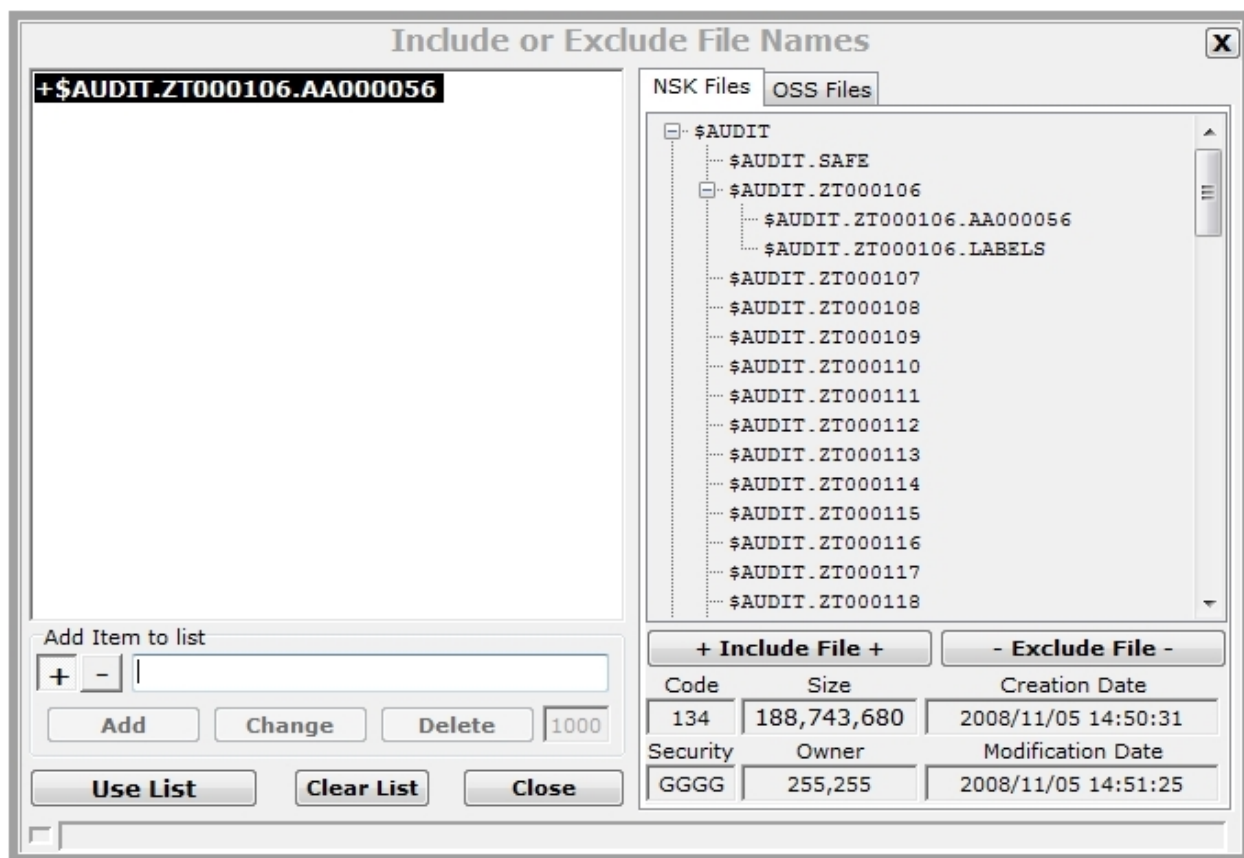 Include or Exclude File Names
X
+$AUDIT.ZT000106.AA000056
NSK Files
OSS Files
$AUDIT
$AUDIT.SAFE
$AUDIT.ZT000106
$AUDIT.ZT000106.AA000056
$AUDIT.ZT000106.LABELS
$AUDIT.ZT000107
$AUDIT.ZT000108
$AUDIT.ZT000109
$AUDIT.ZT000110
$AUDIT.ZT000111
$AUDIT.ZT000112
$AUDIT.ZT000113
$AUDIT.ZT000114
$AUDIT.ZT000115
$AUDIT.ZT000116
$AUDIT.ZT000117
$AUDIT.ZT000118
Add Item to list
+ -
Add Change Delete 1000
Use List Clear List Close
+ Include File + - Exclude File -
Code Size Creation Date
134 188,743,680 2008/11/05 14:50:31
Security Owner Modification Date
GGGG 255,255 2008/11/05 14:51:25